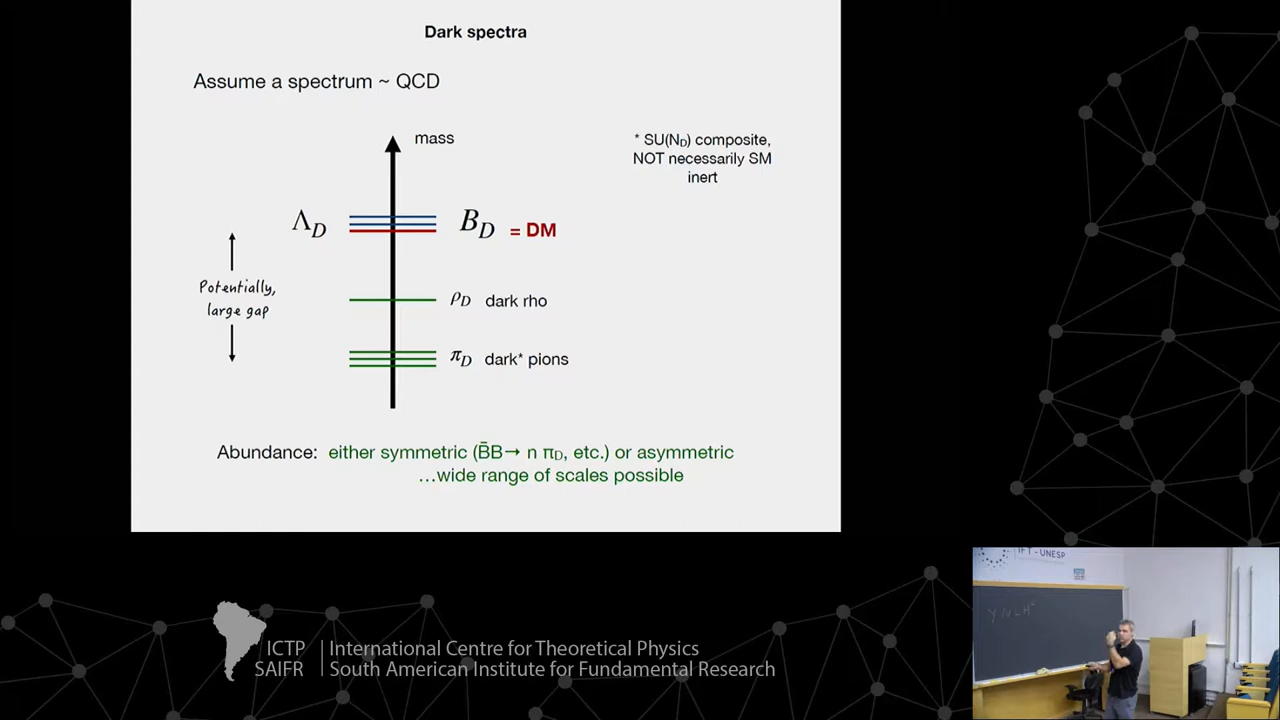 Dark spectra
Assume a spectrum ~ QCD
mass
* SU(N_D) composite,
NOT necessarily SM
inert
Λ_D
B_D = DM
Potentially,
large gap
ρ_D dark rho
π_D dark* pions
Abundance: either symmetric (B̄B→ n π_D, etc.) or asymmetric
...wide range of scales possible
IFT - UNESP
ICTP
SAIFR
International Centre for Theoretical Physics
South American Institute for Fundamental Research